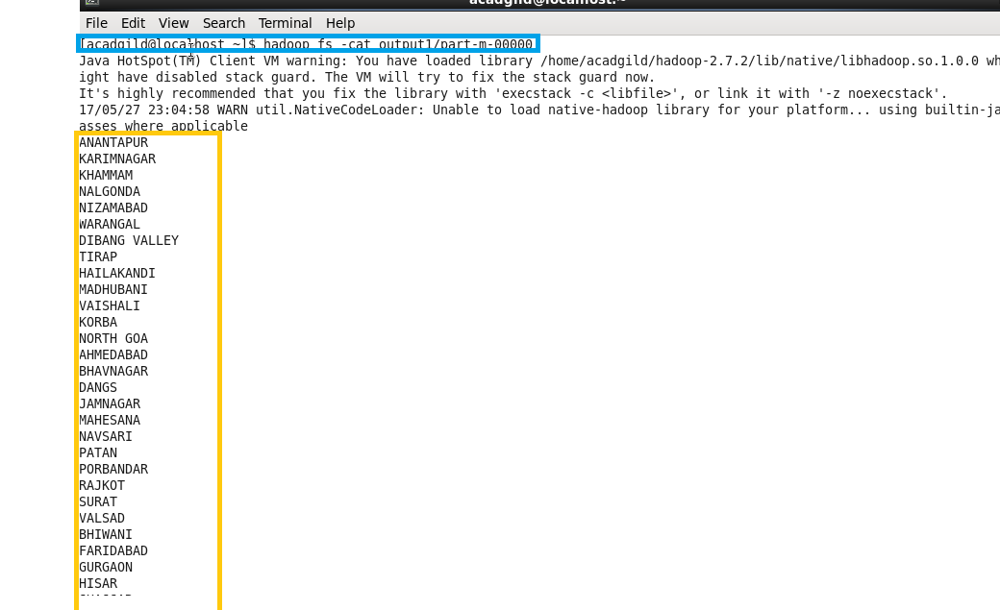 acadgild@localhost:~
File Edit View Search Terminal Help
[acadgild@localhost ~]$ hadoop fs -cat output1/part-m-00000
Java HotSpot(TM) Client VM warning: You have loaded library /home/acadgild/hadoop-2.7.2/lib/native/libhadoop.so.1.0.0 wh
ight have disabled stack guard. The VM will try to fix the stack guard now.
It's highly recommended that you fix the library with 'execstack -c <libfile>', or link it with '-z noexecstack'.
17/05/27 23:04:58 WARN util.NativeCodeLoader: Unable to load native-hadoop library for your platform... using builtin-ja
asses where applicable
ANANTAPUR
KARIMNAGAR
KHAMMAM
NALGONDA
NIZAMABAD
WARANGAL
DIBANG VALLEY
TIRAP
HAILAKANDI
MADHUBANI
VAISHALI
KORBA
NORTH GOA
AHMEDABAD
BHAVNAGAR
DANGS
JAMNAGAR
MAHESANA
NAVSARI
PATAN
PORBANDAR
RAJKOT
SURAT
VALSAD
BHIWANI
FARIDABAD
GURGAON
HISAR